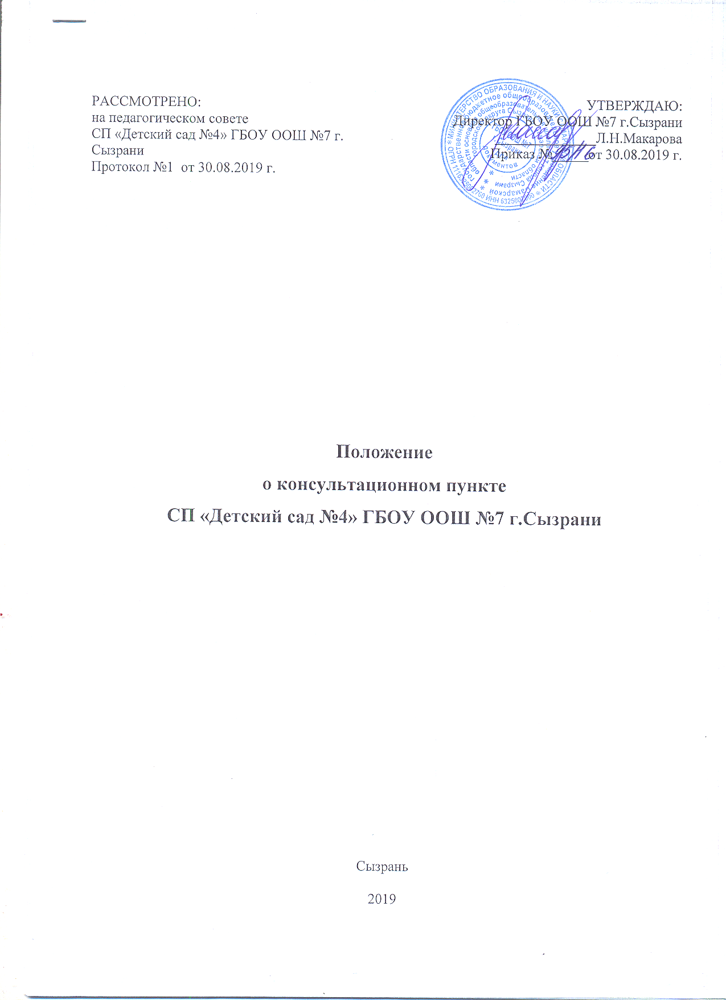 РАССМОТРЕНО:
на педагогическом совете
СП «Детский сад №4» ГБОУ ООШ №7 г.
Сызрани
Протокол №1 от 30.08.2019 г.
УТВЕРЖДАЮ:
Директор ГБОУ ООШ №7 г.Сызрани
Л.Н.Макарова
Приказ № от 30.08.2019 г.
Положение
о консультационном пункте
СП «Детский сад №4» ГБОУ ООШ №7 г.Сызрани
Сызрань
2019